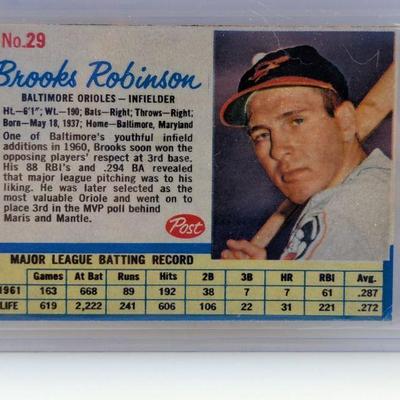 No.29
Brooks Robinson
BALTIMORE ORIOLES—INFIELDER
Ht.—6'1"; WL—190; Bats—Right; Throws—Right;
Born—May 18, 1937; Home—Baltimore, Maryland
One of Baltimore's youthful infield
additions in 1960, Brooks soon won the
opposing players' respect at 3rd base.
His 88 RBI's and .294 BA revealed
that major league pitching was to
his liking. He was later selected as the
most valuable Oriole and went on to
place 3rd in the MVP poll behind
Maris and Mantle.
Post
MAJOR LEAGUE BATTING RECORD
Games At Bat Runs Hits 2B 3B HR RBI Avg.
1961 163 668 89 192 38 7 7 61 .287
LIFE 619 2,222 241 606 106 22 31 221 .272